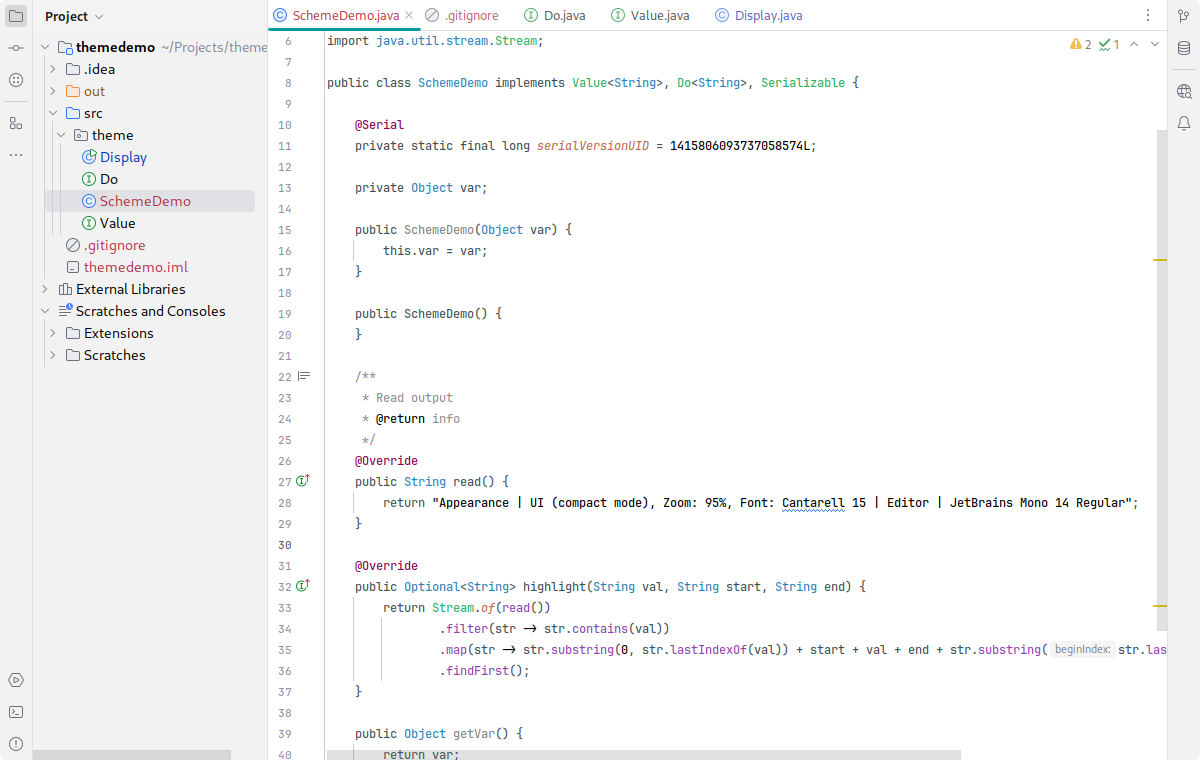 Project
SchemeDemo.java
.gitignore
Do.java
Value.java
Display.java
themedemo ~/Projects/theme
.idea
out
src
theme
Display
Do
SchemeDemo
Value
.gitignore
themedemo.iml
External Libraries
Scratches and Consoles
Extensions
Scratches
2 1
6 import java.util.stream.Stream;
7
8 public class SchemeDemo implements Value<String>, Do<String>, Serializable {
9
10 @Serial
11 private static final long serialVersionUID = 1415806093737058574L;
12
13 private Object var;
14
15 public SchemeDemo(Object var) {
16 this.var = var;
17 }
18
19 public SchemeDemo() {
20 }
21
22 /**
23 * Read output
24 * @return info
25 */
26 @Override
27 public String read() {
28 return "Appearance | UI (compact mode), Zoom: 95%, Font: Cantarell 15 | Editor | JetBrains Mono 14 Regular";
29 }
30
31 @Override
32 public Optional<String> highlight(String val, String start, String end) {
33 return Stream.of(read())
34 .filter(str → str.contains(val))
35 .map(str → str.substring(0, str.lastIndexOf(val)) + start + val + end + str.substring( beginIndex: str.las
36 .findFirst();
37 }
38
39 public Object getVar() {
40 return var;